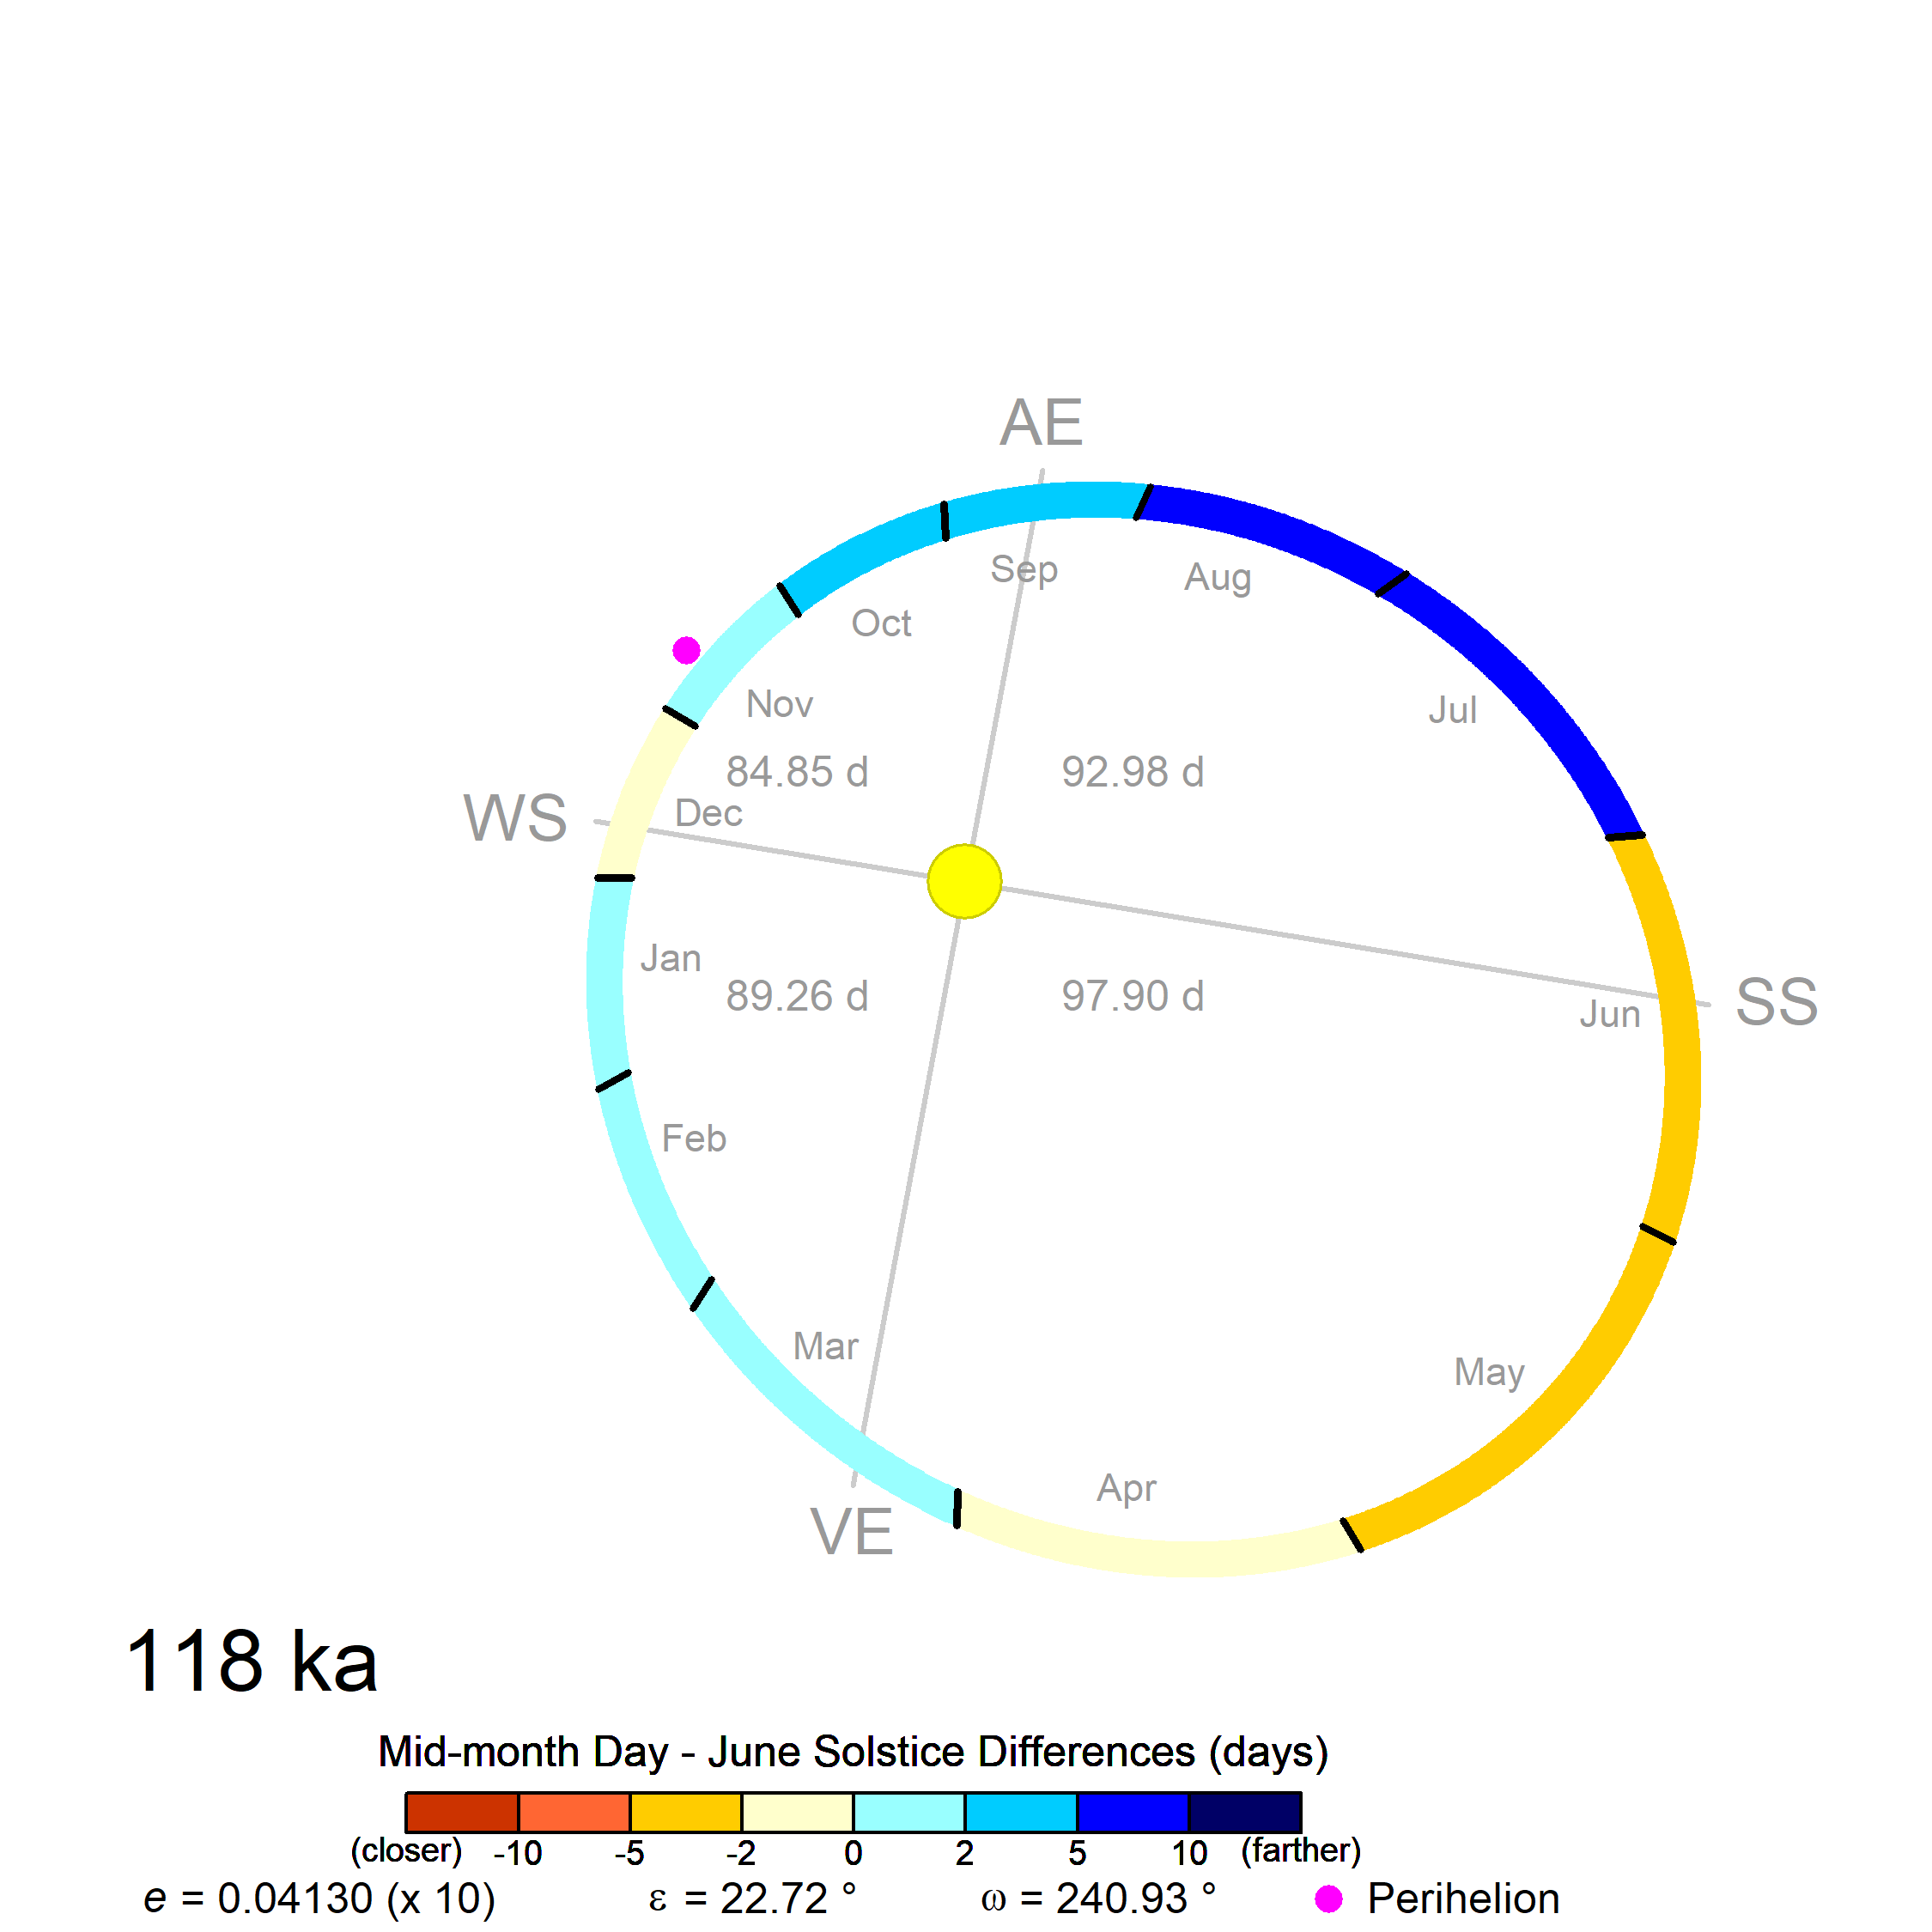 AE
Sep
Aug
Oct
Nov
Jul
84.85 d
92.98 d
WS
Dec
Jan
89.26 d
97.90 d
SS
Jun
Feb
Mar
May
Apr
VE
118 ka
Mid-month Day - June Solstice Differences (days)
(closer) -10 -5 -2 0 2 5 10 (farther)
e = 0.04130 (x 10) ε = 22.72 ° ω = 240.93 ° Perihelion